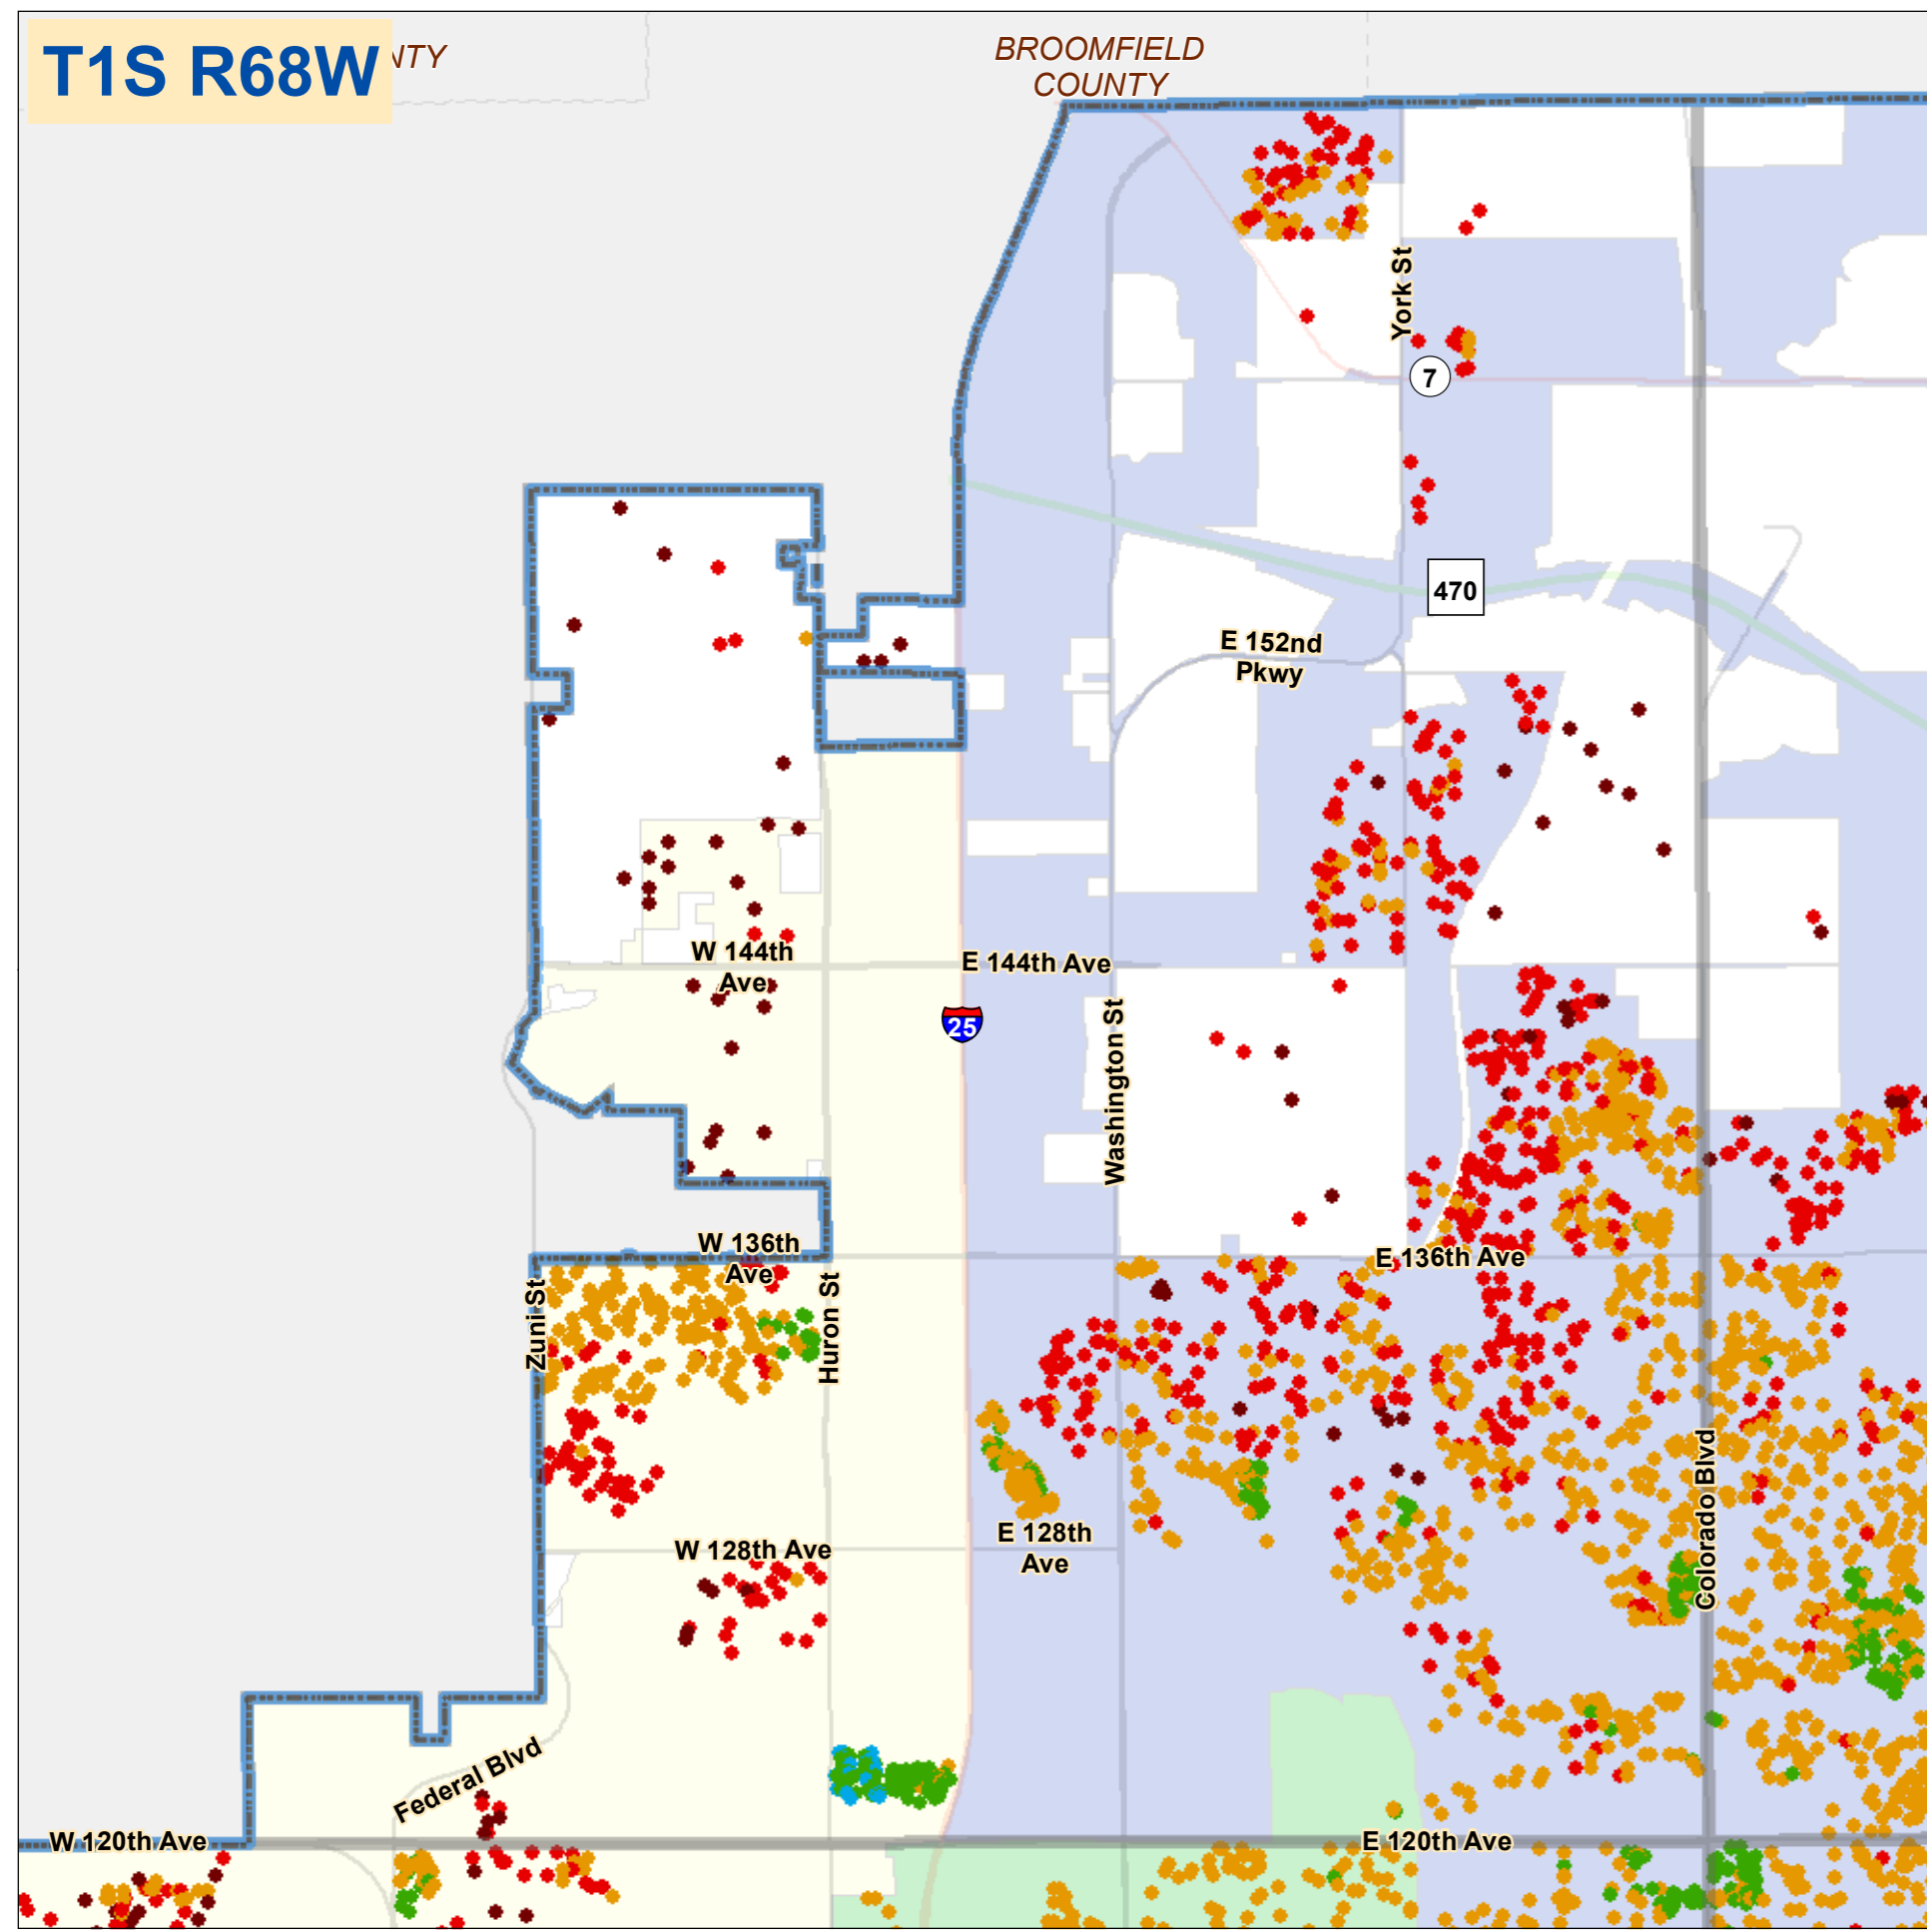 T1S R68W
NTY
BROOMFIELD
COUNTY
York St
7
470
E 152nd
Pkwy
W 144th
Ave
E 144th Ave
25
Washington St
W 136th
Ave
E 136th Ave
Zuni St
Huron St
E 128th
Ave
W 128th Ave
Colorado Blvd
Federal Blvd
W 120th Ave
E 120th Ave